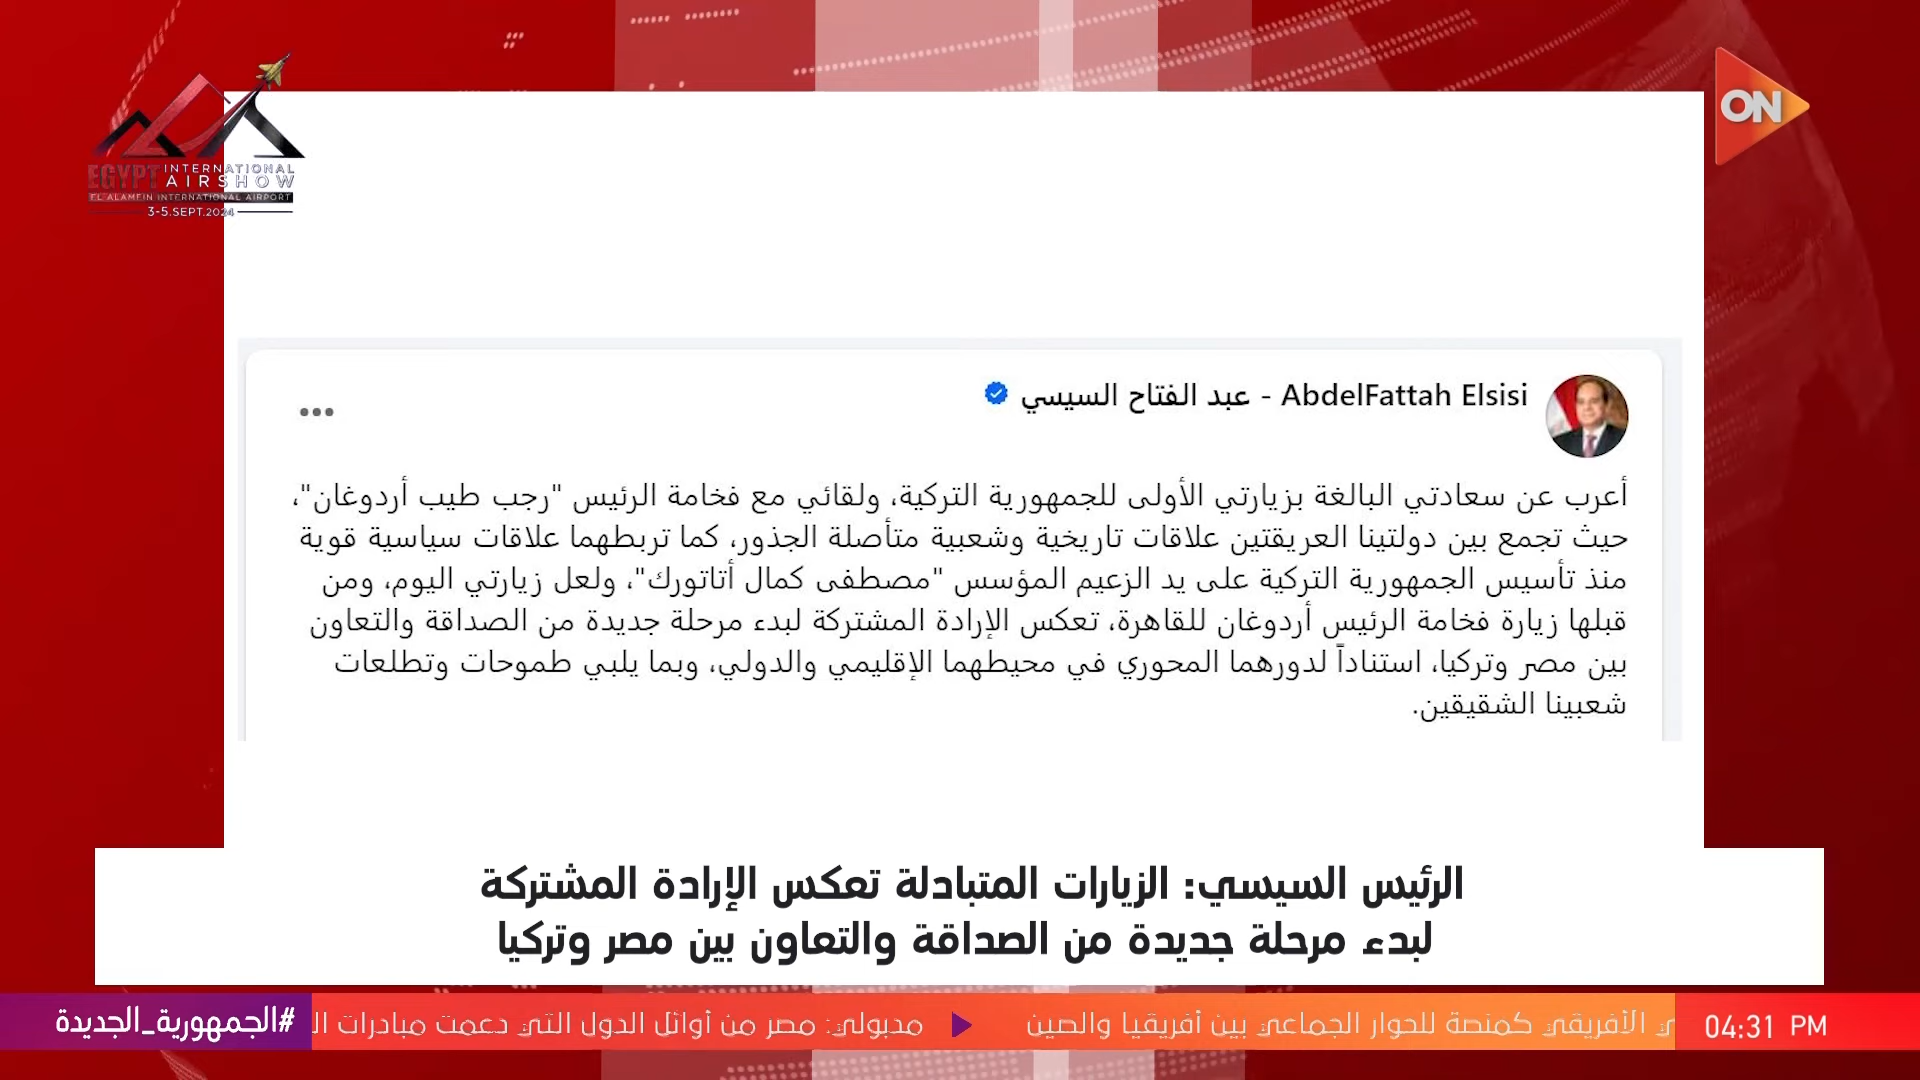 EGYPT INTERNATIONAL
AIRSHOW
EL ALAMEIN INTERNATIONAL AIRPORT
3-5.SEPT.2024
ON
AbdelFattah Elsisi - عبد الفتاح السيسي
أعرب عن سعادتي البالغة بزيارتي الأولى للجمهورية التركية، ولقائي مع فخامة الرئيس "رجب طيب أردوغان"،
حيث تجمع بين دولتينا العريقتين علاقات تاريخية وشعبية متأصلة الجذور، كما تربطهما علاقات سياسية قوية
منذ تأسيس الجمهورية التركية على يد الزعيم المؤسس "مصطفى كمال أتاتورك"، ولعل زيارتي اليوم، ومن
قبلها زيارة فخامة الرئيس أردوغان للقاهرة، تعكس الإرادة المشتركة لبدء مرحلة جديدة من الصداقة والتعاون
بين مصر وتركيا، استناداً لدورهما المحوري في محيطهما الإقليمي والدولي، وبما يلبي طموحات وتطلعات
شعبينا الشقيقين.
الرئيس السيسي: الزيارات المتبادلة تعكس الإرادة المشتركة
لبدء مرحلة جديدة من الصداقة والتعاون بين مصر وتركيا
04:31 PM
الأفريقي كمنصة للحوار الجماعي بين أفريقيا والصين
مدبولي: مصر من أوائل الدول التي دعمت مبادرات
#الجمهورية_الجديدة